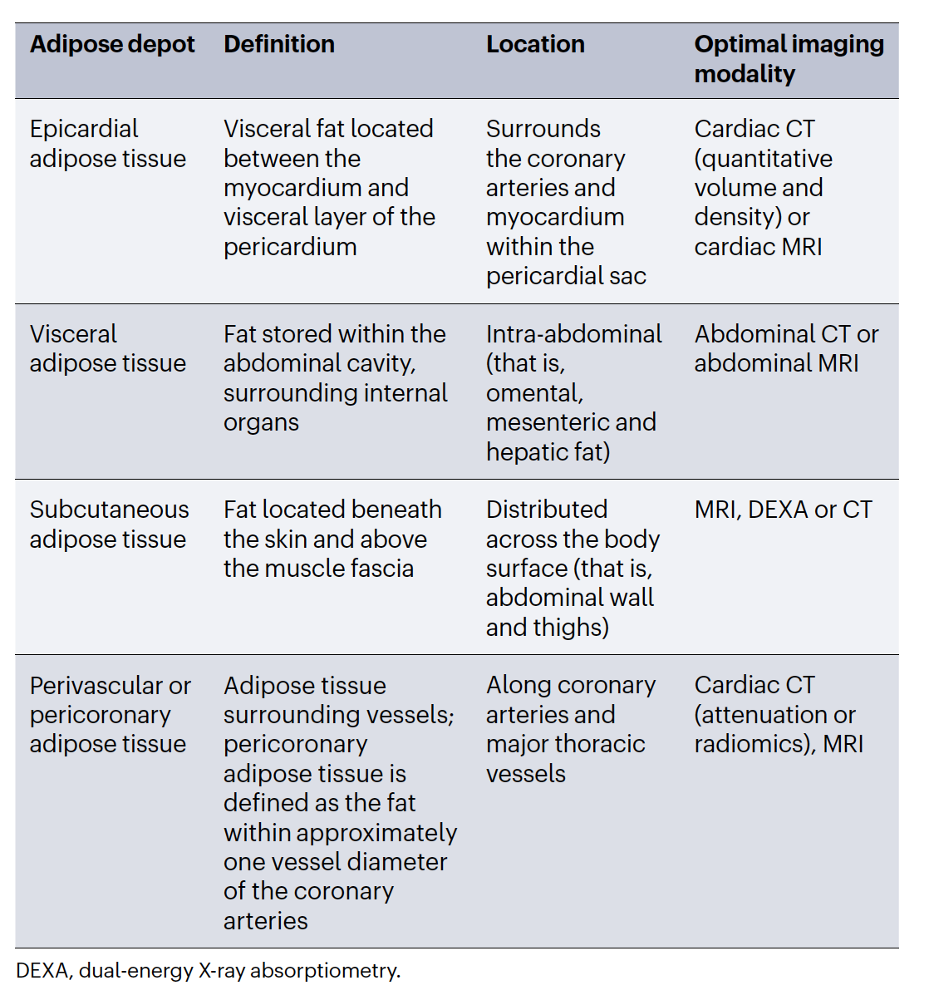 Adipose depot
Definition
Location
Optimal imaging
modality
Epicardial
adipose tissue
Visceral fat located
between the
myocardium and
visceral layer of the
pericardium
Surrounds
the coronary
arteries and
myocardium
within the
pericardial sac
Cardiac CT
(quantitative
volume and
density) or
cardiac MRI
Visceral
adipose tissue
Fat stored within the
abdominal cavity,
surrounding internal
organs
Intra-abdominal
(that is,
omental,
mesenteric and
hepatic fat)
Abdominal CT or
abdominal MRI
Subcutaneous
adipose tissue
Fat located beneath
the skin and above
the muscle fascia
Distributed
across the body
surface (that is,
abdominal wall
and thighs)
MRI, DEXA or CT
Perivascular or
pericoronary
adipose tissue
Adipose tissue
surrounding vessels;
pericoronary
adipose tissue is
defined as the fat
within approximately
one vessel diameter
of the coronary
arteries
Along coronary
arteries and
major thoracic
vessels
Cardiac CT
(attenuation or
radiomics), MRI
DEXA, dual-energy X-ray absorptiometry.